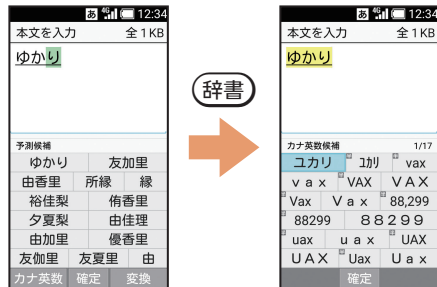 あ 4G 12:34
本文を入力 全1KB
ゆかり
予測候補
ゆかり 友加里
由香里 所縁 縁
裕佳梨 侑香里
夕夏梨 由佳理
由加里 優香里
友伽里 友夏里 由
カナ英数 確定 変換
辞書
あ 4G 12:34
本文を入力 全1KB
ゆかり
カナ英数候補 1/17
ユカリ ユカリ vax
ｖａｘ VAX ＶＡＸ
Vax Ｖａｘ 88,299
88299 ８８２９９
uax ｕａｘ UAX
ＵＡＸ Uax Ｕａｘ
確定